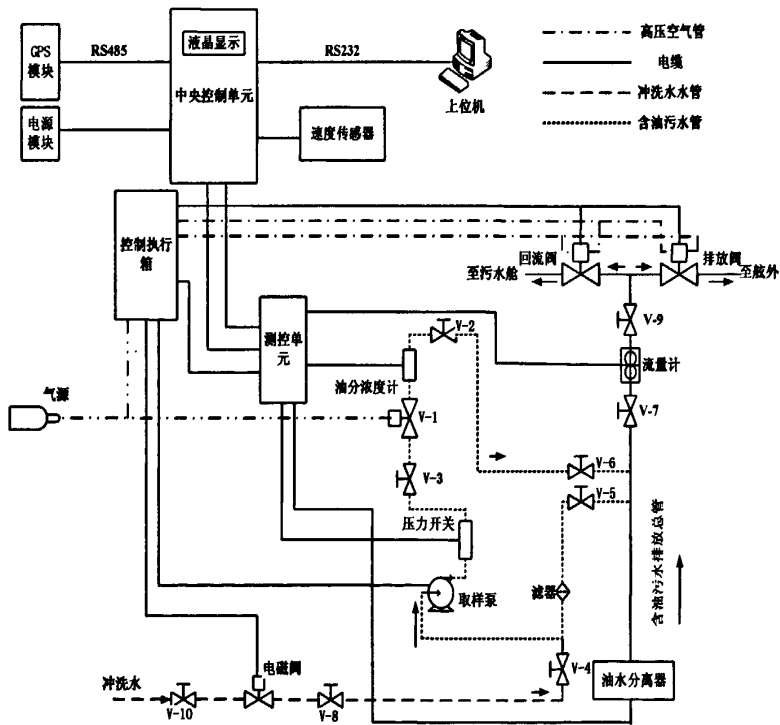 GPS
模块
RS485
液晶显示
中央控制单元
RS232
上位机
高压空气管
电缆
冲洗水水管
含油污水管
电源
模块
速度传感器
控制执行
箱
回流阀
排放阀
至污水舱
至舷外
V-9
测控单
元
V-2
油分浓度计
流量计
气源
V-1
V-7
V-3
V-6
V-5
压力开关
含油污水排放总管
取样泵
滤器
V-4
油水分离器
电磁阀
冲洗水
V-10
V-8